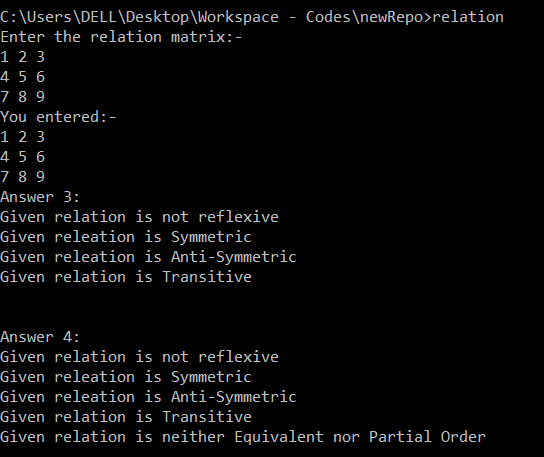 C:\Users\DELL\Desktop\Workspace - Codes\newRepo>relation
Enter the relation matrix:-
1 2 3
4 5 6
7 8 9
You entered:-
1 2 3
4 5 6
7 8 9
Answer 3:
Given relation is not reflexive
Given releation is Symmetric
Given releation is Anti-Symmetric
Given relation is Transitive
Answer 4:
Given relation is not reflexive
Given releation is Symmetric
Given releation is Anti-Symmetric
Given relation is Transitive
Given relation is neither Equivalent nor Partial Order